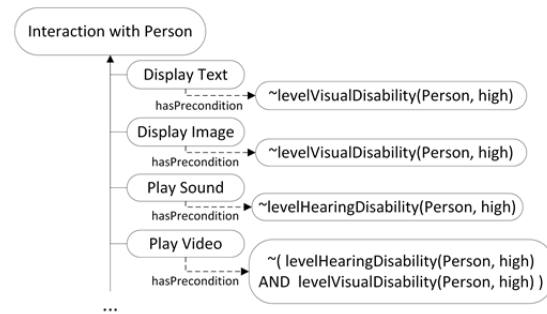 Interaction with Person
Display Text
hasPrecondition
~levelVisualDisability(Person, high)
Display Image
hasPrecondition
~levelVisualDisability(Person, high)
Play Sound
hasPrecondition
~levelHearingDisability(Person, high)
Play Video
hasPrecondition
~( levelHearingDisability(Person, high)
AND levelVisualDisability(Person, high) )
...